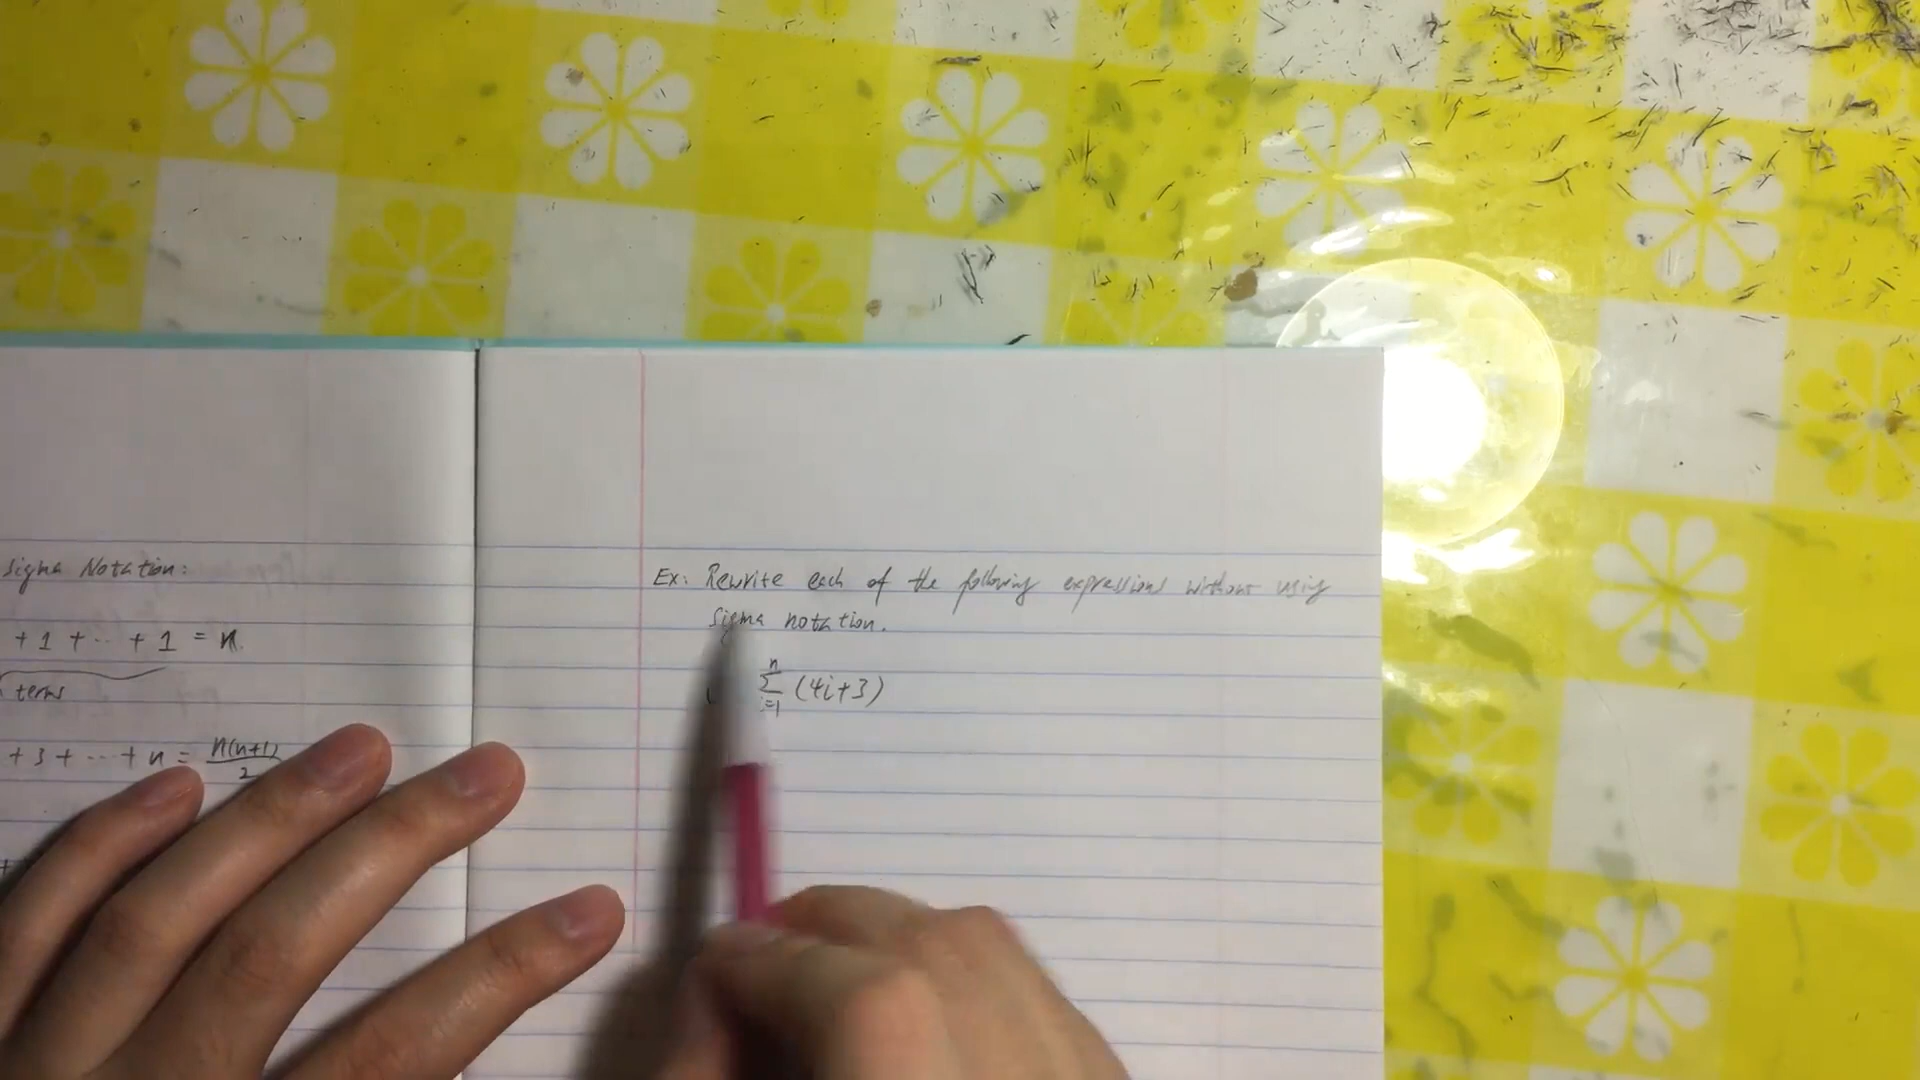 Sigma Notation:
+ 1 + ·· + 1 = n
terms
+ 3 + ··· + n = n(n+1)/2
Ex: Rewrite each of the following expressions without using
sigma notation.
n
Σ (4i+3)
i=1